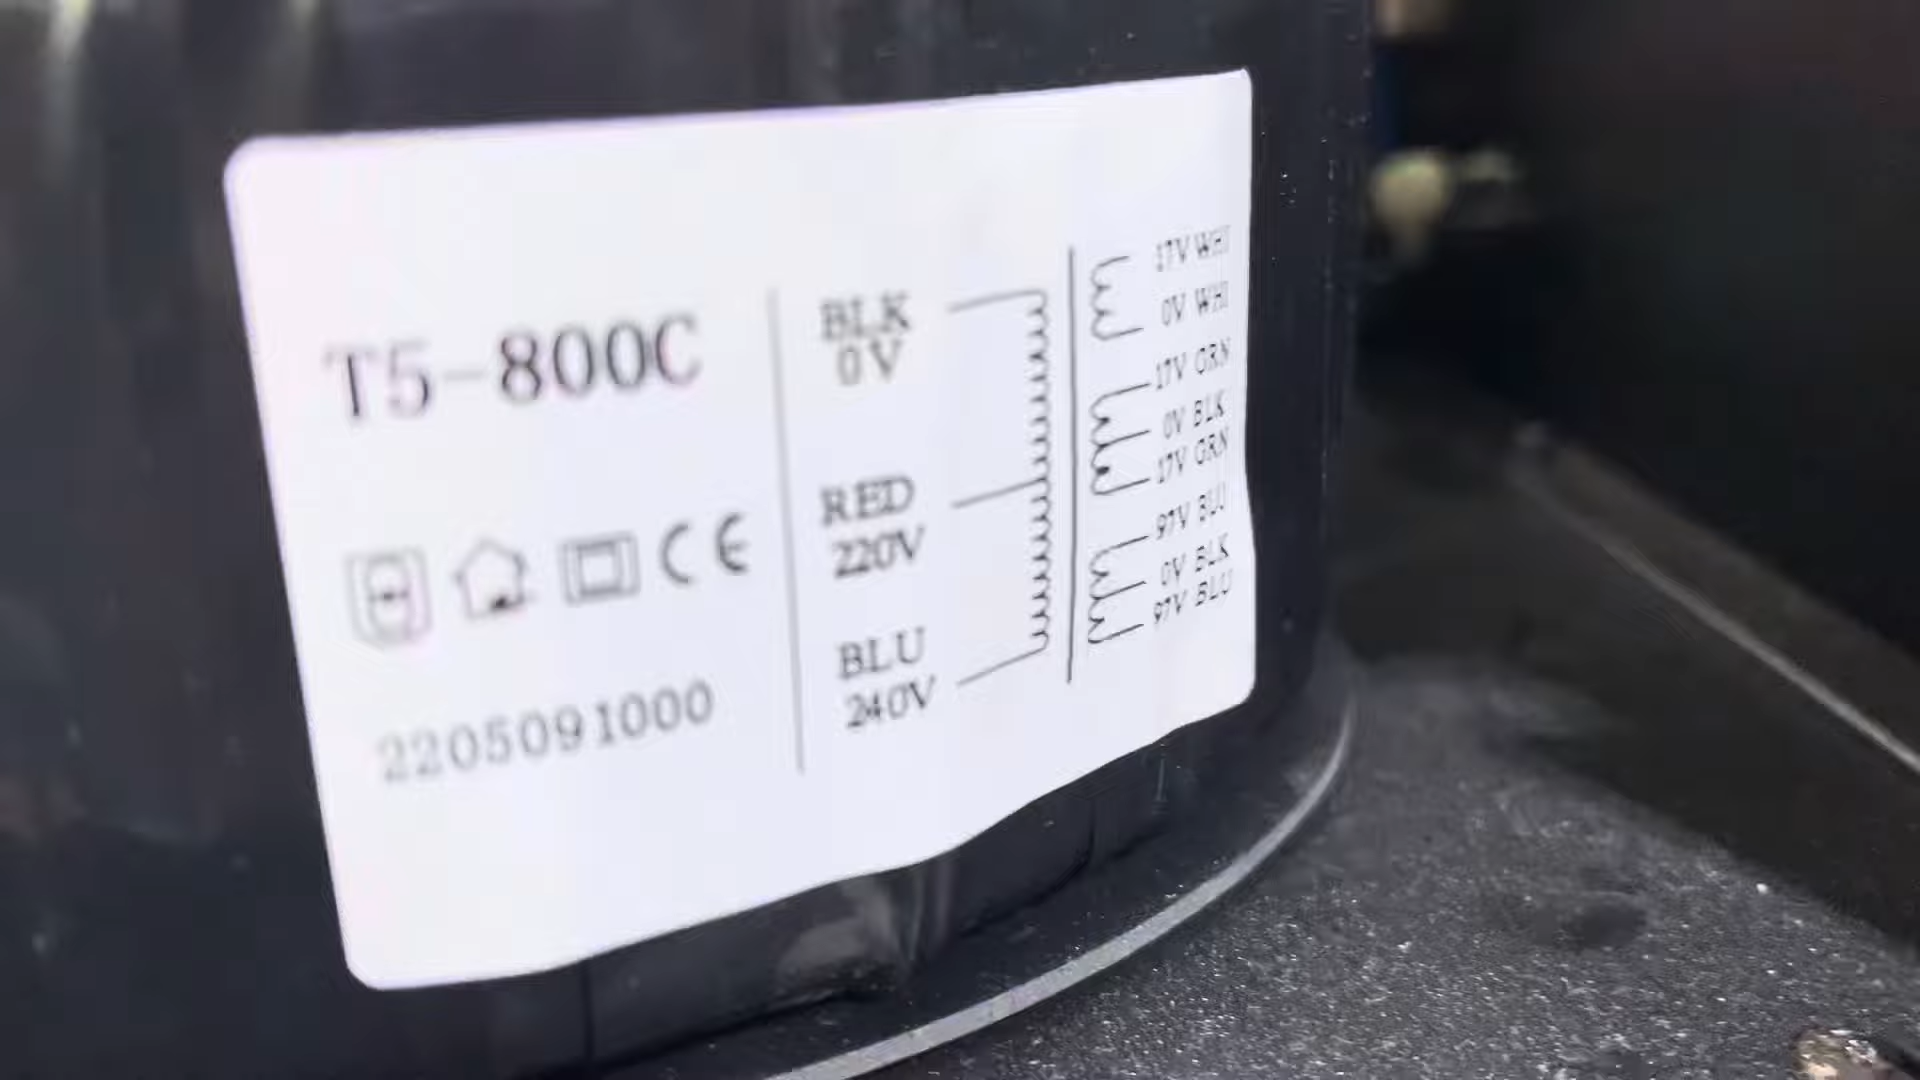 T5-800C
CE
2205091000
BLK
0V
RED
220V
BLU
240V
17V WHI
0V WHI
17V GRN
0V BLK
17V GRN
97V BLU
0V BLK
97V BLU